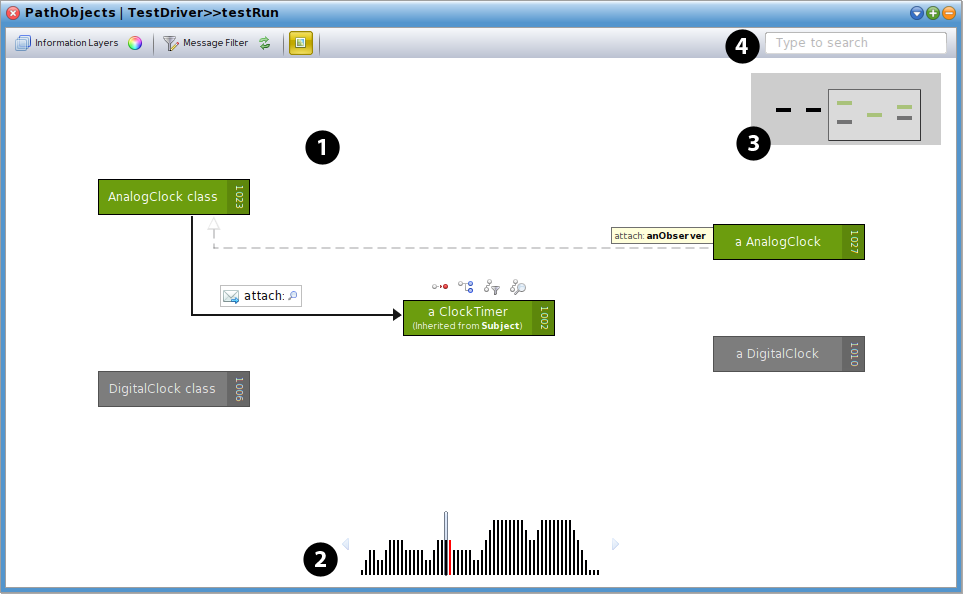 PathObjects | TestDriver>>testRun
Information Layers
Message Filter
4
Type to search
3
1
AnalogClock class
1023
attach: anObserver
a AnalogClock
1027
attach:
a ClockTimer
(Inherited from Subject)
1002
a DigitalClock
1010
DigitalClock class
1006
2